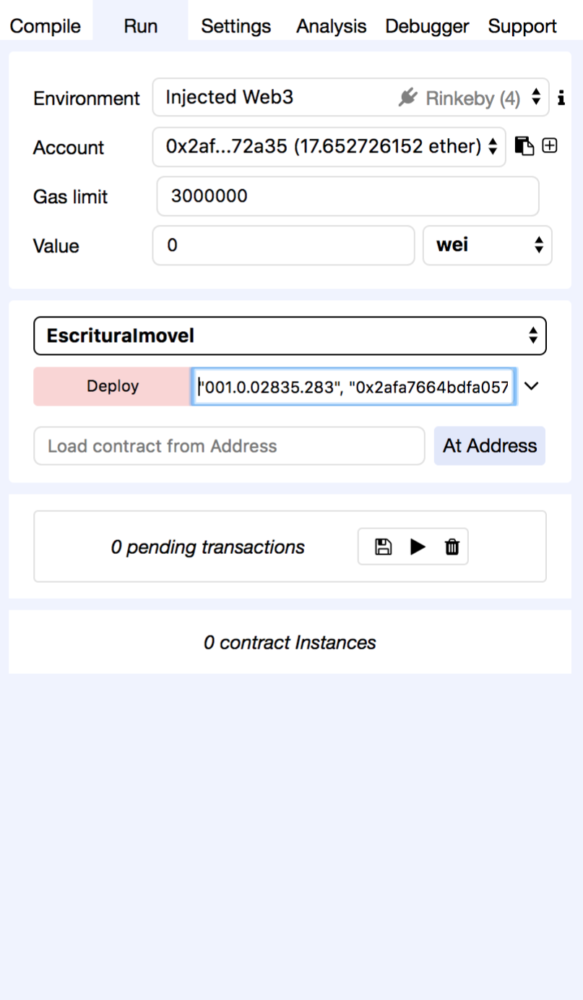 Compile Run Settings Analysis Debugger Support
Environment Injected Web3 Rinkeby (4) i
Account 0x2af...72a35 (17.652726152 ether)
Gas limit 3000000
Value 0 wei
EscrituraImovel
Deploy "001.0.02835.283", "0x2afa7664bdfa057
Load contract from Address At Address
0 pending transactions
0 contract Instances